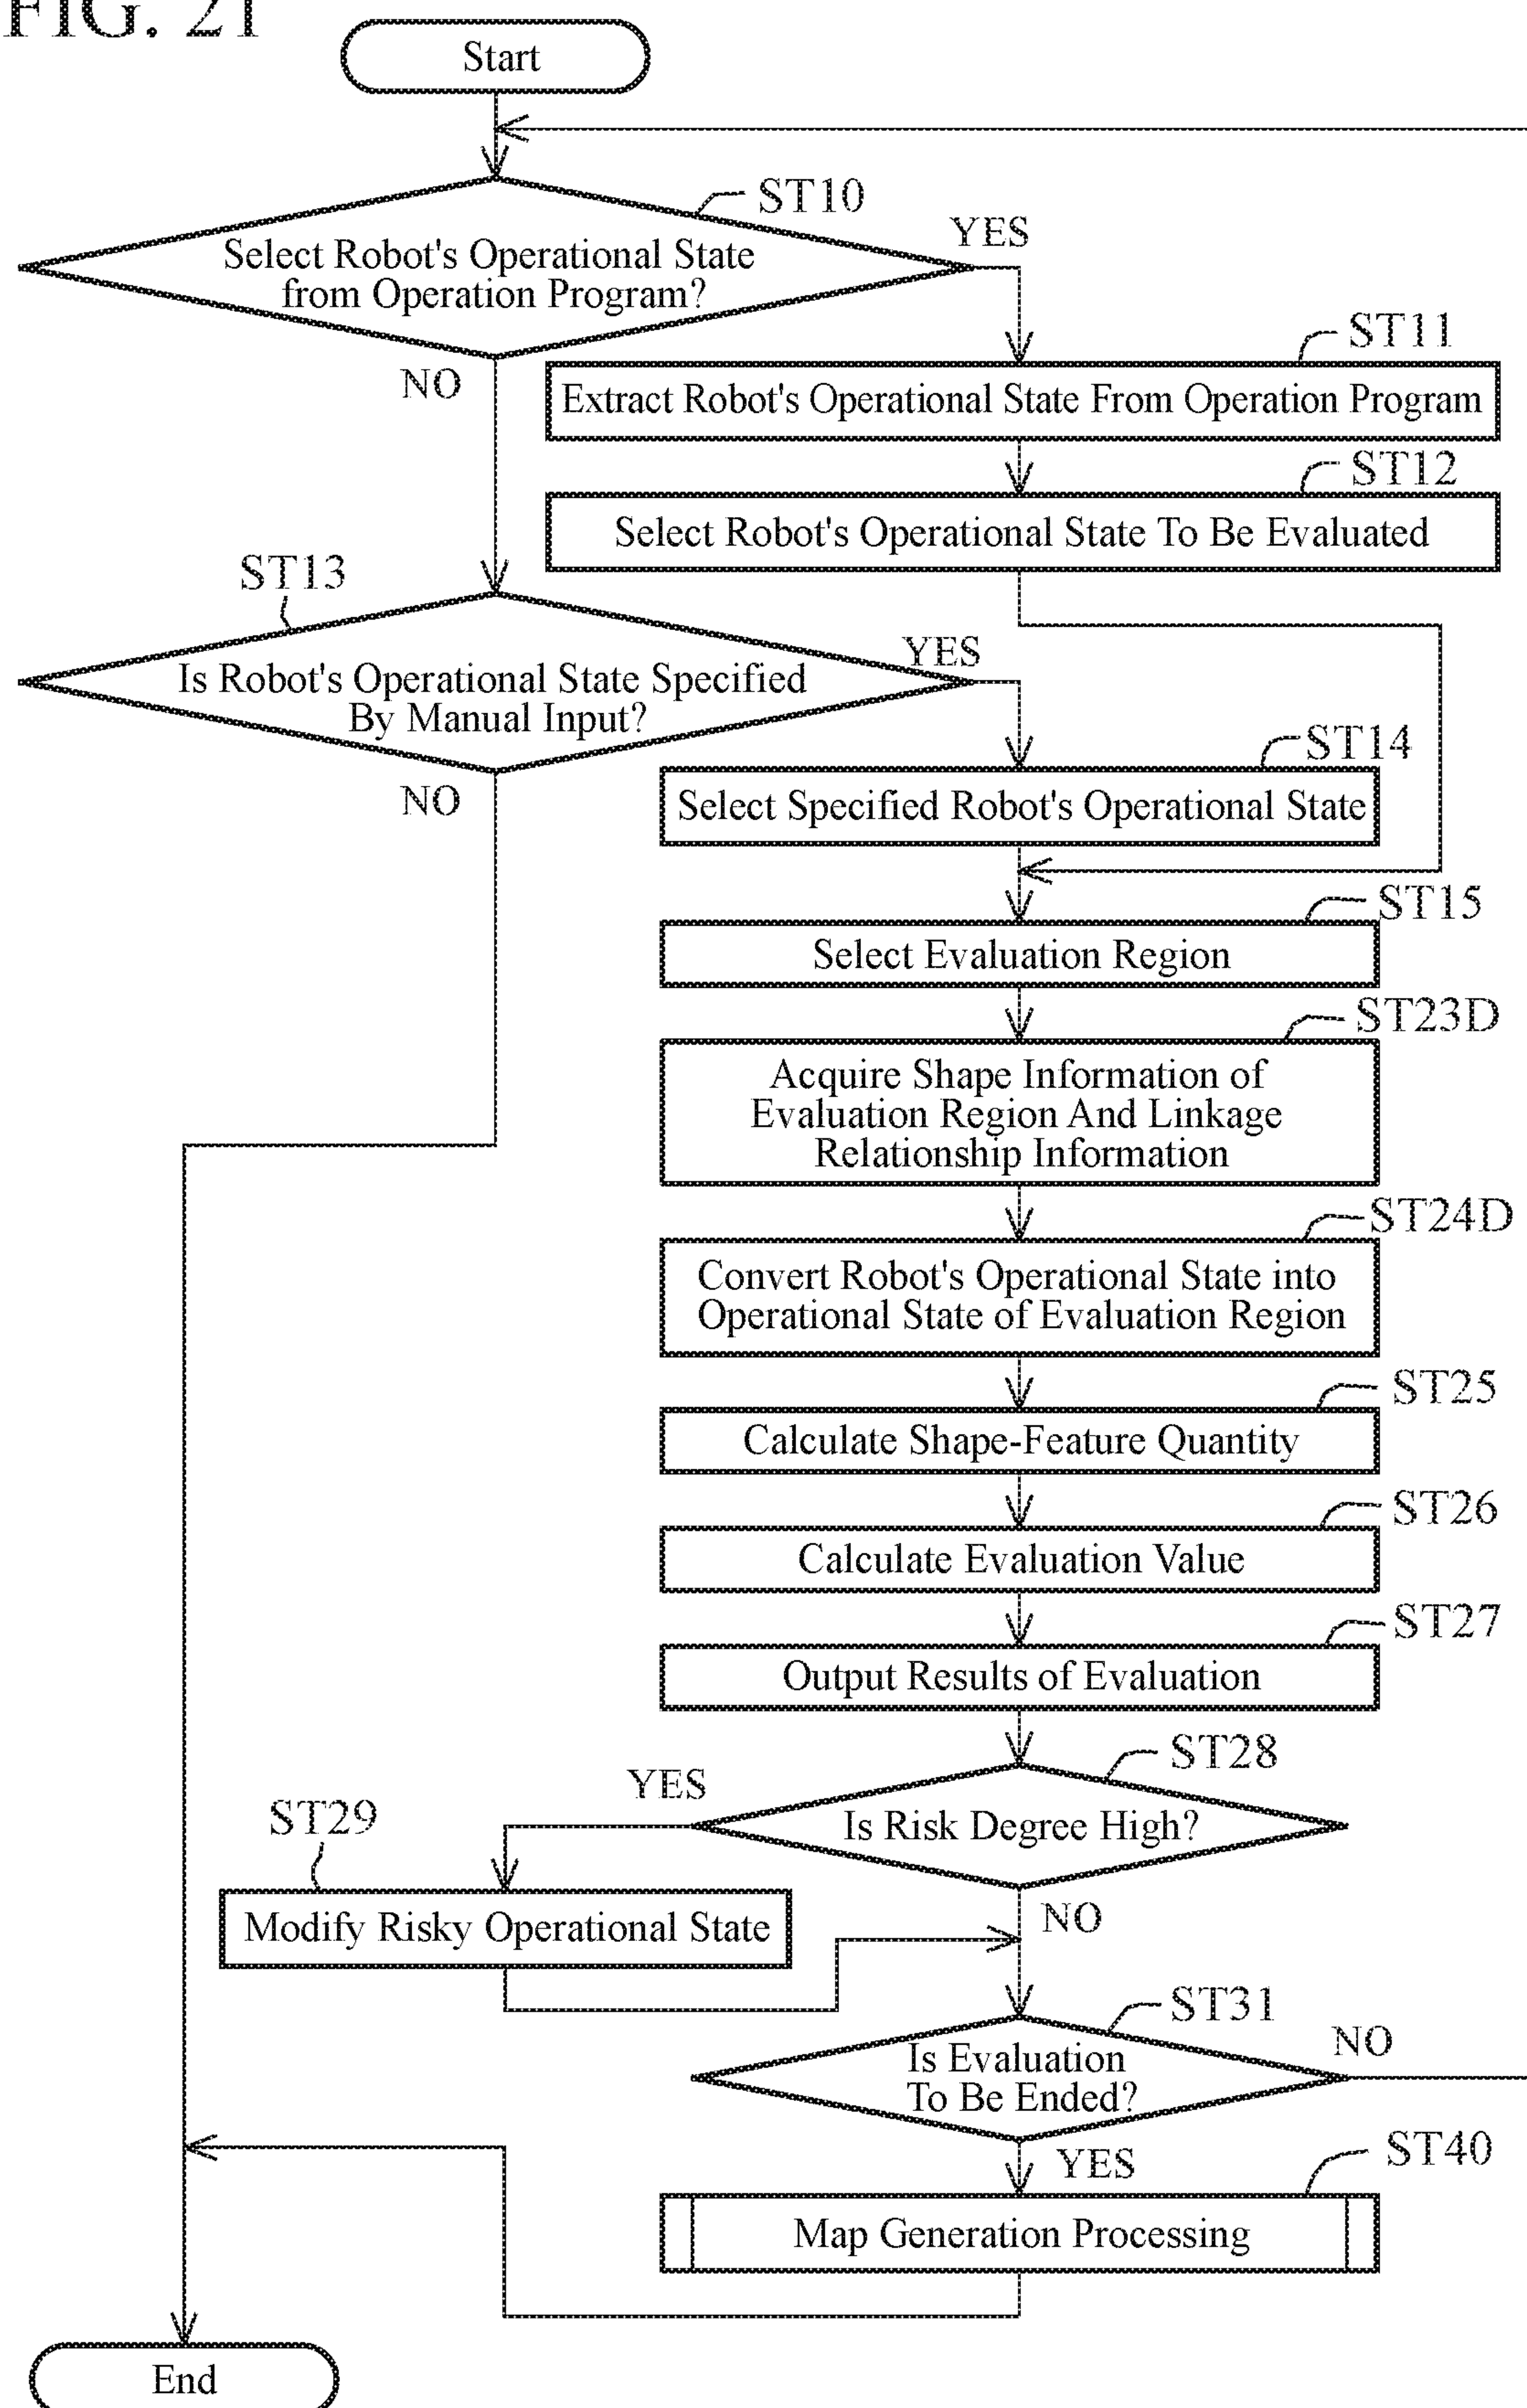 FIG. 21
Start
ST10
YES
Select Robot's Operational State
from Operation Program?
NO
ST11
Extract Robot's Operational State From Operation Program
ST12
Select Robot's Operational State To Be Evaluated
ST13
YES
Is Robot's Operational State Specified
By Manual Input?
NO
ST14
Select Specified Robot's Operational State
ST15
Select Evaluation Region
ST23D
Acquire Shape Information of
Evaluation Region And Linkage
Relationship Information
ST24D
Convert Robot's Operational State into
Operational State of Evaluation Region
ST25
Calculate Shape-Feature Quantity
ST26
Calculate Evaluation Value
ST27
Output Results of Evaluation
ST28
YES
Is Risk Degree High?
NO
ST29
Modify Risky Operational State
ST31
NO
Is Evaluation
To Be Ended?
YES
ST40
Map Generation Processing
End